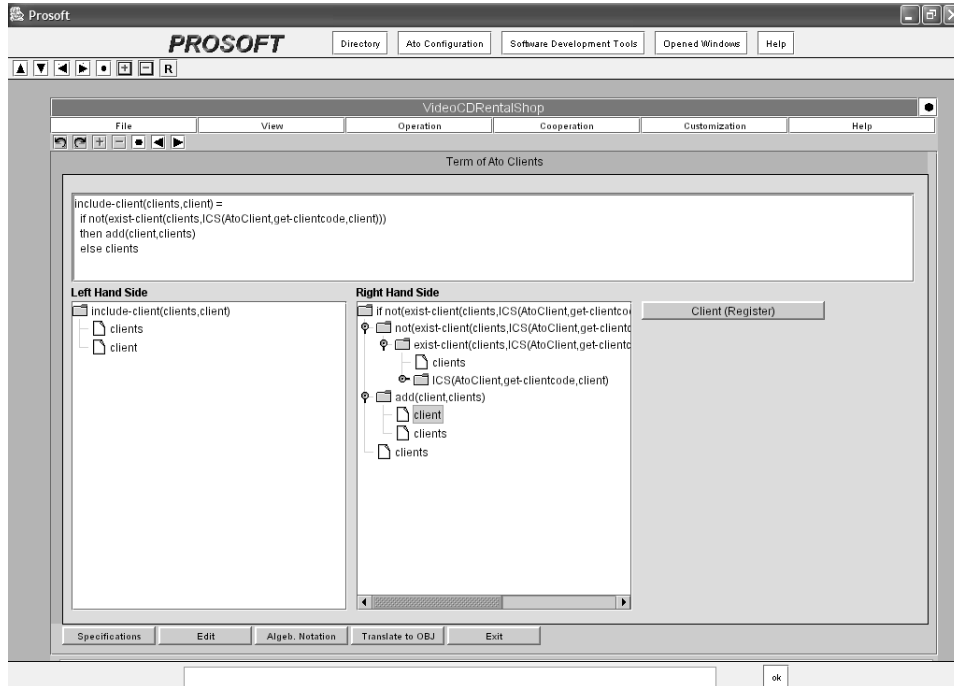 Prosoft
PROSOFT Directory Ato Configuration Software Development Tools Opened Windows Help
R
VideoCDRentalShop
File View Operation Cooperation Customization Help
Term of Ato Clients
include-client(clients,client) =
if not(exist-client(clients,ICS(AtoClient,get-clientcode,client)))
then add(client,clients)
else clients
Left Hand Side
include-client(clients,client)
clients
client
Right Hand Side
if not(exist-client(clients,ICS(AtoClient,get-clientco
not(exist-client(clients,ICS(AtoClient,get-client
exist-client(clients,ICS(AtoClient,get-client
clients
ICS(AtoClient,get-clientcode,client)
add(client,clients)
client
clients
clients
Client (Register)
Specifications Edit Algeb. Notation Translate to OBJ Exit
ok